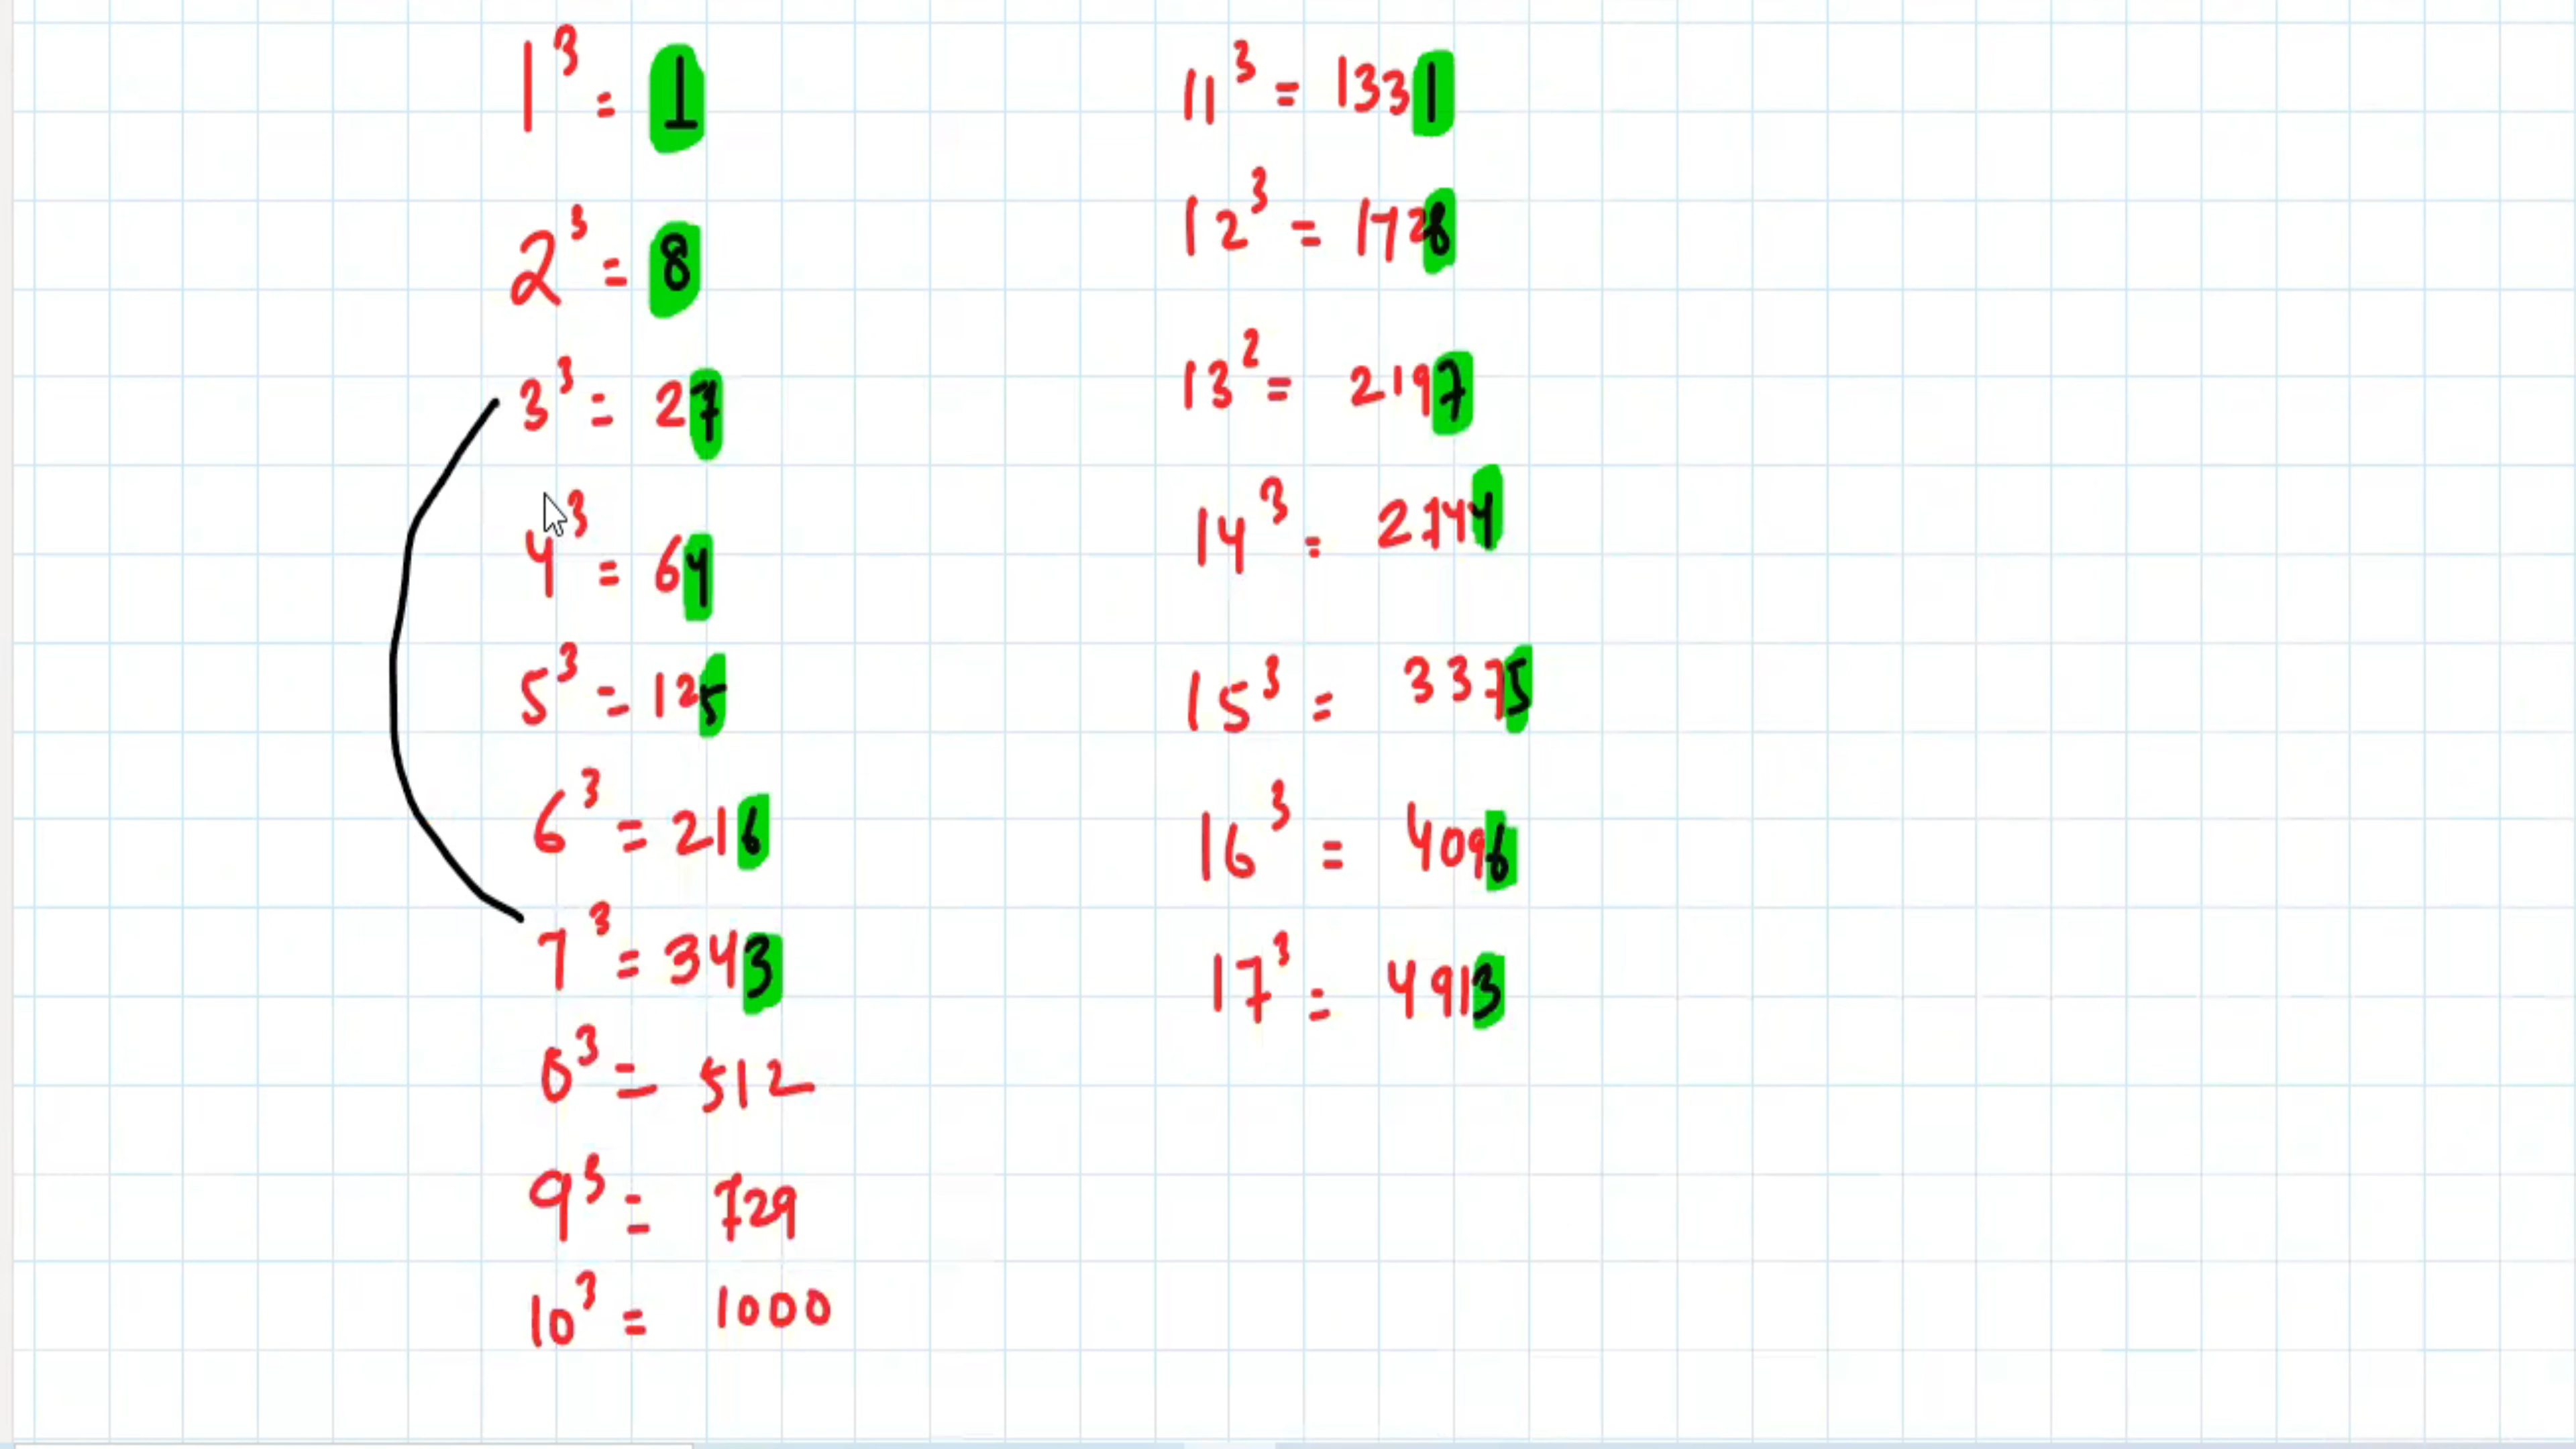 1³ = 1
2³ = 8
3³ = 27
4³ = 64
5³ = 125
6³ = 216
7³ = 343
8³ = 512
9³ = 729
10³ = 1000
11³ = 1331
12³ = 1728
13² = 2197
14³ = 2744
15³ = 3375
16³ = 4096
17³ = 4913